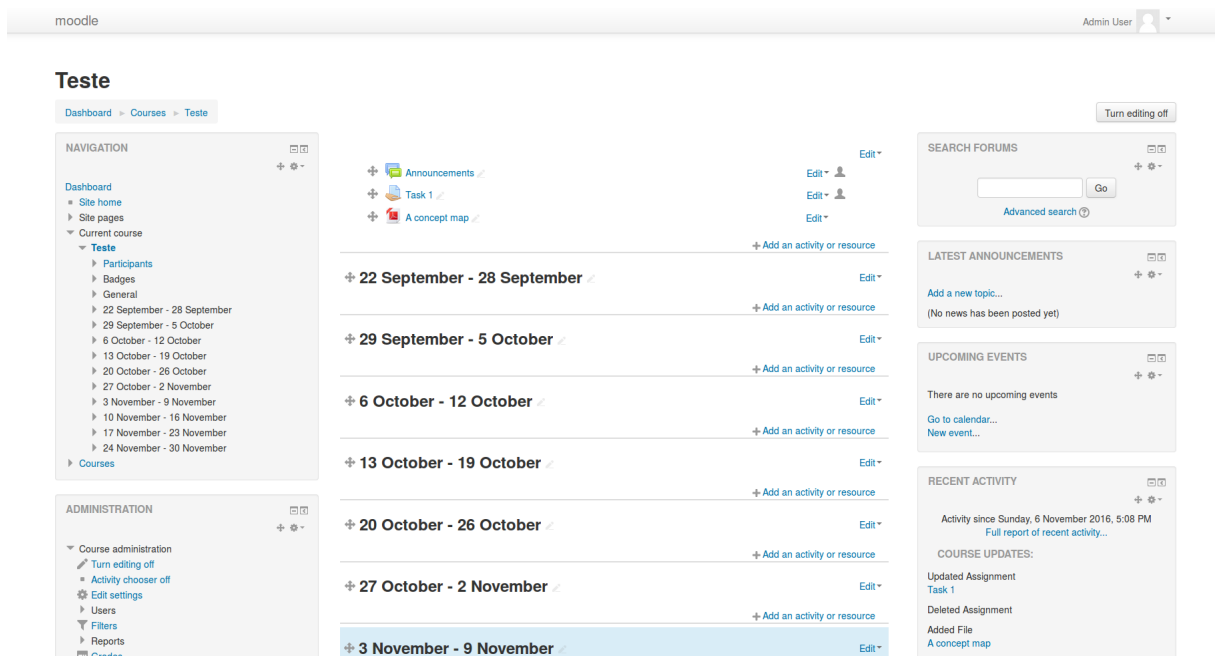 moodle
Admin User
Teste
Dashboard Courses Teste
Turn editing off
NAVIGATION
Dashboard
Site home
Site pages
Current course
Teste
Participants
Badges
General
22 September - 28 September
29 September - 5 October
6 October - 12 October
13 October - 19 October
20 October - 26 October
27 October - 2 November
3 November - 9 November
10 November - 16 November
17 November - 23 November
24 November - 30 November
Courses
ADMINISTRATION
Course administration
Turn editing off
Activity chooser off
Edit settings
Users
Filters
Reports
Grades
Edit
Announcements Edit
Task 1 Edit
A concept map Edit
Add an activity or resource
22 September - 28 September Edit
Add an activity or resource
29 September - 5 October Edit
Add an activity or resource
6 October - 12 October Edit
Add an activity or resource
13 October - 19 October Edit
Add an activity or resource
20 October - 26 October Edit
Add an activity or resource
27 October - 2 November Edit
Add an activity or resource
3 November - 9 November Edit
SEARCH FORUMS
Go
Advanced search
LATEST ANNOUNCEMENTS
Add a new topic...
(No news has been posted yet)
UPCOMING EVENTS
There are no upcoming events
Go to calendar...
New event...
RECENT ACTIVITY
Activity since Sunday, 6 November 2016, 5:08 PM
Full report of recent activity...
COURSE UPDATES:
Updated Assignment
Task 1
Deleted Assignment
Added File
A concept map